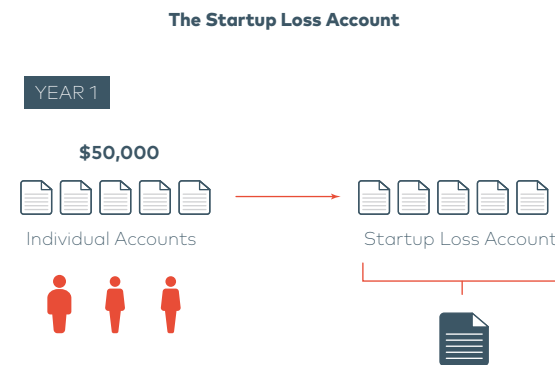 The Startup Loss Account
YEAR 1
$50,000
Individual Accounts
Startup Loss Account